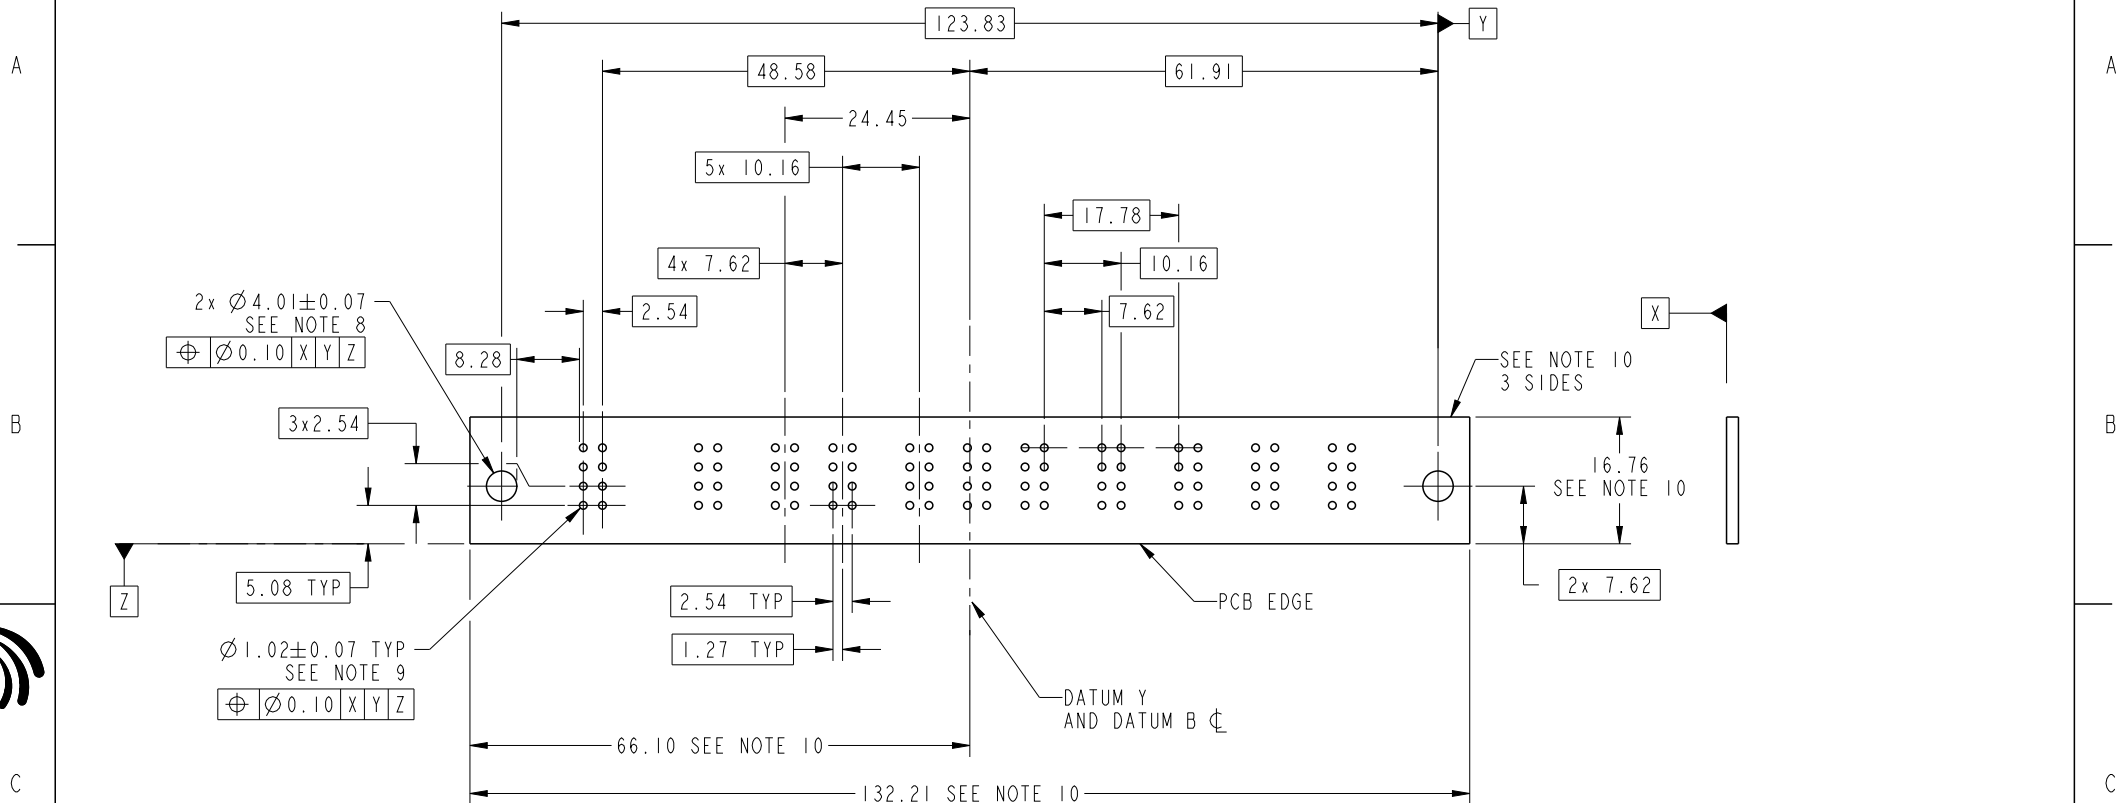 123.83
Y
A
A
48.58
61.91
24.45
5x 10.16
17.78
4x 7.62
10.16
2x Ø4.01±0.07
SEE NOTE 8
⌖ Ø0.10 X Y Z
2.54
7.62
X
8.28
SEE NOTE 10
3 SIDES
3x2.54
B
B
16.76
SEE NOTE 10
5.08 TYP
Z
2.54 TYP
PCB EDGE
2x 7.62
Ø1.02±0.07 TYP
SEE NOTE 9
⌖ Ø0.10 X Y Z
1.27 TYP
DATUM Y
AND DATUM B ℄
66.10 SEE NOTE 10
C
C
132.21 SEE NOTE 10